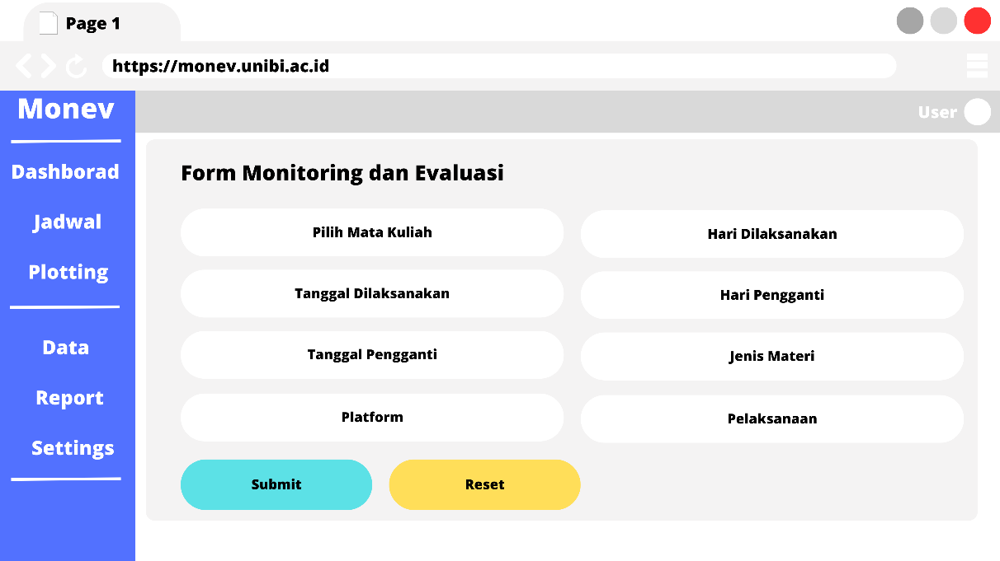 Page 1
https://monev.unibi.ac.id
Monev
User
Dashborad
Jadwal
Plotting
Data
Report
Settings
Form Monitoring dan Evaluasi
Pilih Mata Kuliah
Hari Dilaksanakan
Tanggal Dilaksanakan
Hari Pengganti
Tanggal Pengganti
Jenis Materi
Platform
Pelaksanaan
Submit
Reset